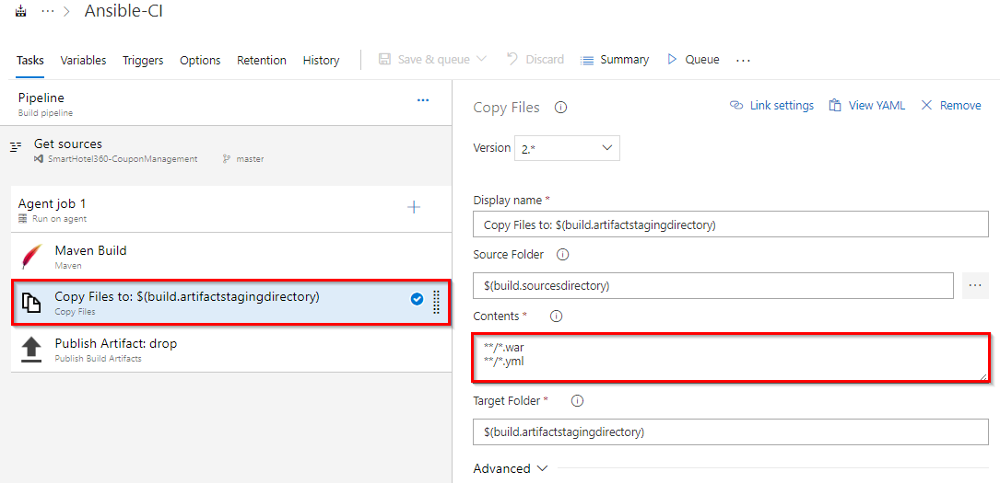 ··· > Ansible-CI
Tasks Variables Triggers Options Retention History Save & queue Discard Summary Queue ···
Pipeline ···
Build pipeline
Get sources
SmartHotel360-CouponManagement master
Agent job 1 +
Run on agent
Maven Build
Maven
Copy Files to: $(build.artifactstagingdirectory)
Copy Files
Publish Artifact: drop
Publish Build Artifacts
Copy Files Link settings View YAML Remove
Version 2.*
Display name *
Copy Files to: $(build.artifactstagingdirectory)
Source Folder
$(build.sourcesdirectory) ···
Contents *
**/*.war
**/*.yml
Target Folder *
$(build.artifactstagingdirectory)
Advanced